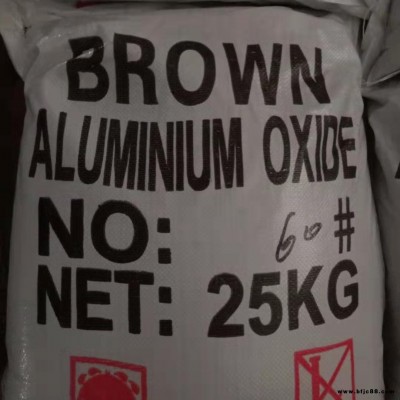 BROWN
ALUMINIUM OXIDE
NO: 60#
NET: 25KG
www.bfjc88.com